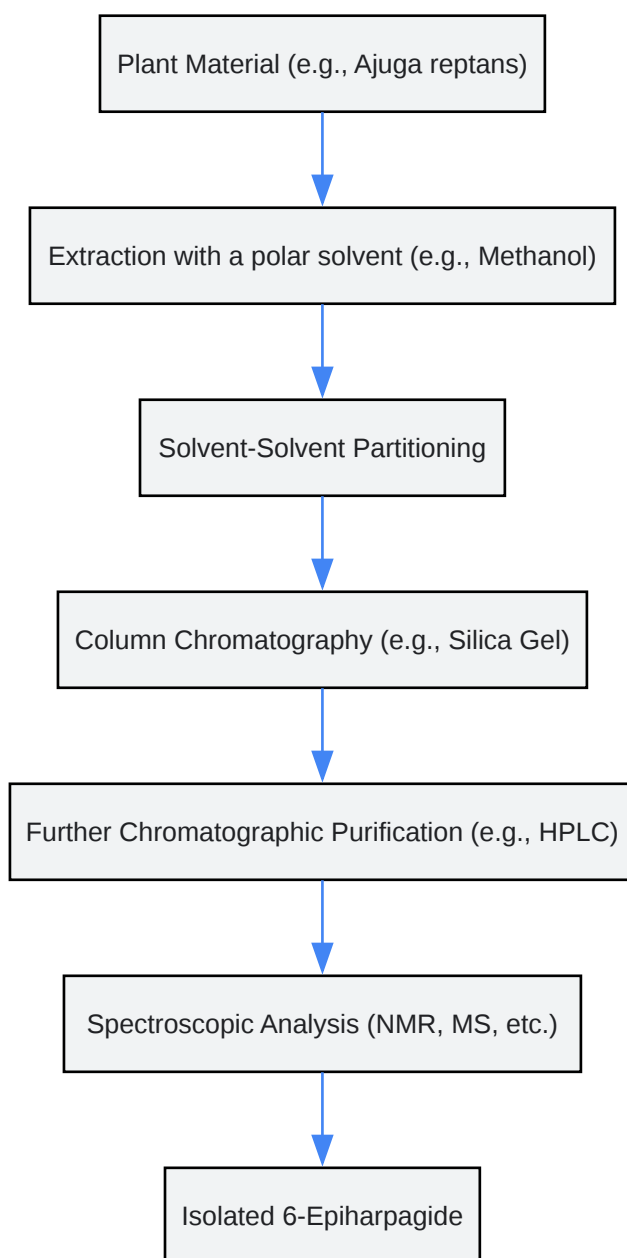 Plant Material (e.g., Ajuga reptans)
Extraction with a polar solvent (e.g., Methanol)
Solvent-Solvent Partitioning
Column Chromatography (e.g., Silica Gel)
Further Chromatographic Purification (e.g., HPLC)
Spectroscopic Analysis (NMR, MS, etc.)
Isolated 6-Epiharpagide